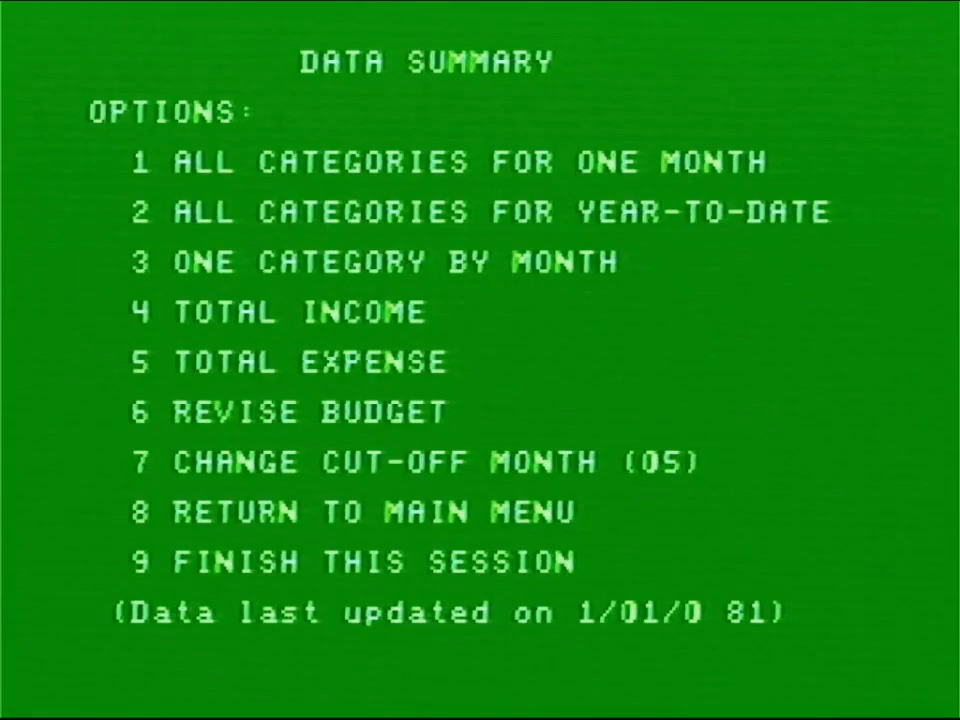 DATA SUMMARY
OPTIONS:
1 ALL CATEGORIES FOR ONE MONTH
2 ALL CATEGORIES FOR YEAR-TO-DATE
3 ONE CATEGORY BY MONTH
4 TOTAL INCOME
5 TOTAL EXPENSE
6 REVISE BUDGET
7 CHANGE CUT-OFF MONTH (05)
8 RETURN TO MAIN MENU
9 FINISH THIS SESSION
(Data last updated on 1/01/0 81)